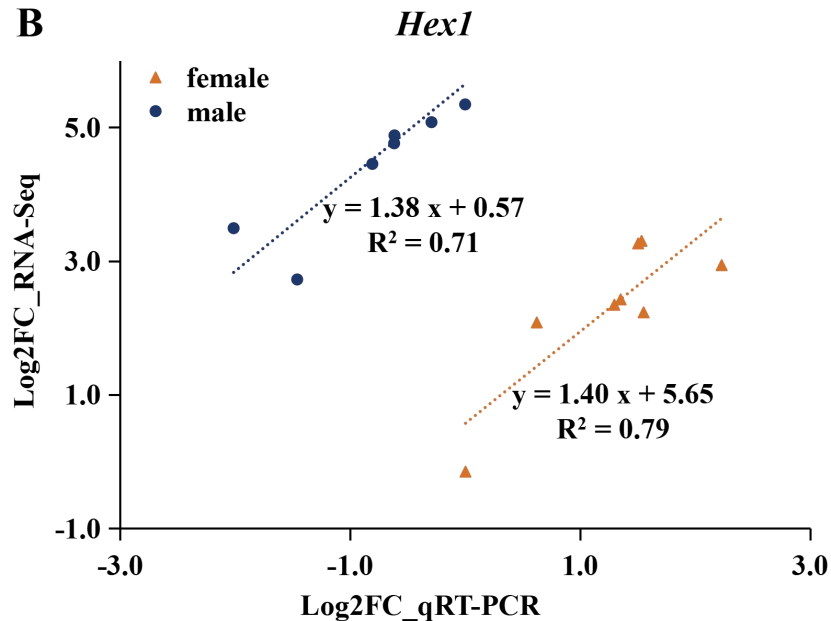 B
Hex1
female
male
5.0
3.0
1.0
-1.0
Log2FC_RNA-Seq
y = 1.38 x + 0.57
R² = 0.71
y = 1.40 x + 5.65
R² = 0.79
-3.0 -1.0 1.0 3.0
Log2FC_qRT-PCR